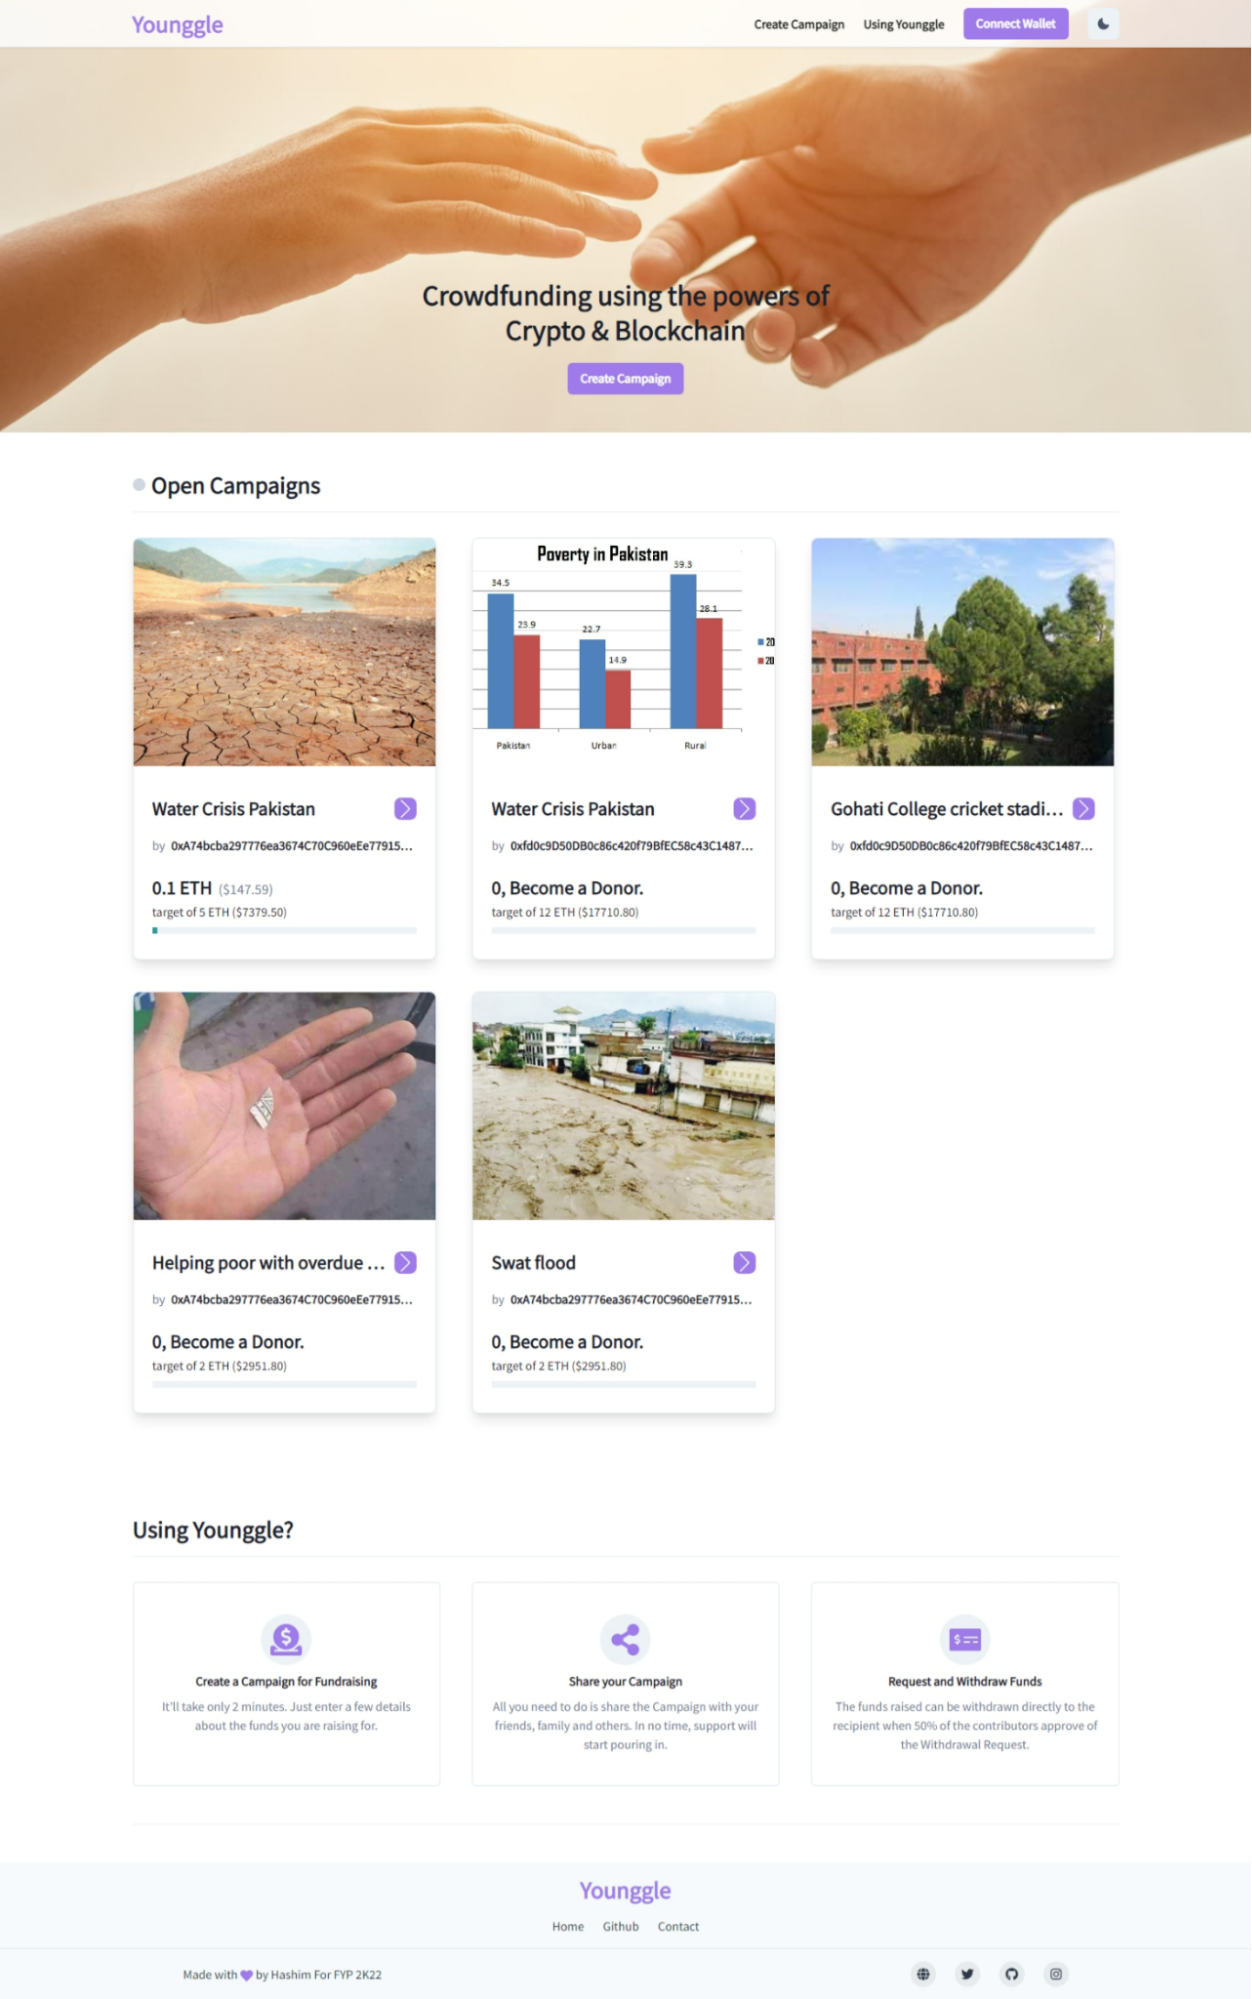 Younggle
Create Campaign
Using Younggle
Connect Wallet
Crowdfunding using the powers of
Crypto & Blockchain
Create Campaign
Open Campaigns
Poverty in Pakistan
34.5
23.9
22.7
14.9
39.3
28.1
20
20
Pakistan
Urban
Rural
Water Crisis Pakistan
by 0xA74bcba297776ea3674C70C960eEe77915...
0.1 ETH ($147.59)
target of 5 ETH ($7379.50)
Water Crisis Pakistan
by 0xfd0c9D50DB0c86c420f79BfEC58c43C1487...
0, Become a Donor.
target of 12 ETH ($17710.80)
Gohati College cricket stadi...
by 0xfd0c9D50DB0c86c420f79BfEC58c43C1487...
0, Become a Donor.
target of 12 ETH ($17710.80)
Helping poor with overdue ...
by 0xA74bcba297776ea3674C70C960eEe77915...
0, Become a Donor.
target of 2 ETH ($2951.80)
Swat flood
by 0xA74bcba297776ea3674C70C960eEe77915...
0, Become a Donor.
target of 2 ETH ($2951.80)
Using Younggle?
Create a Campaign for Fundraising
It'll take only 2 minutes. Just enter a few details
about the funds you are raising for.
Share your Campaign
All you need to do is share the Campaign with your
friends, family and others. In no time, support will
start pouring in.
Request and Withdraw Funds
The funds raised can be withdrawn directly to the
recipient when 50% of the contributors approve of
the Withdrawal Request.
Younggle
Home
Github
Contact
Made with 💜 by Hashim For FYP 2K22